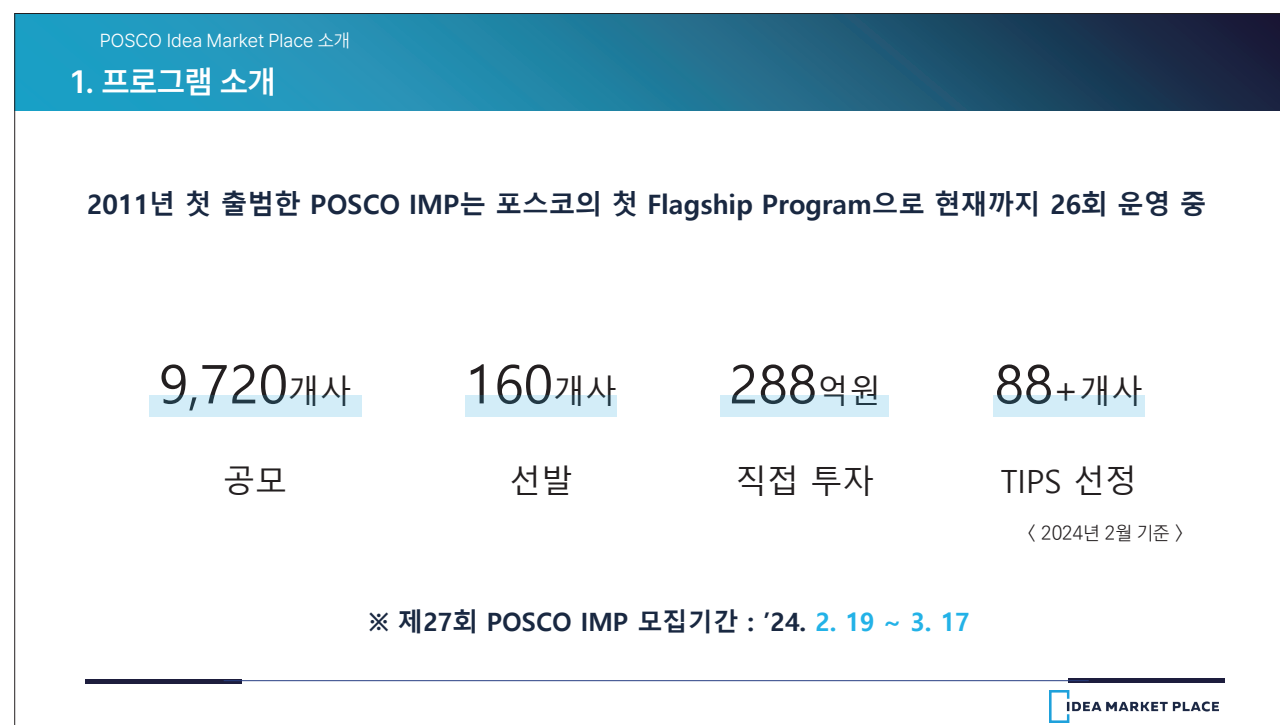 POSCO Idea Market Place 소개
1. 프로그램 소개
2011년 첫 출범한 POSCO IMP는 포스코의 첫 Flagship Program으로 현재까지 26회 운영 중
9,720개사 160개사 288억원 88+개사
공모 선발 직접 투자 TIPS 선정
〈 2024년 2월 기준 〉
※ 제27회 POSCO IMP 모집기간 : ’24. 2. 19 ~ 3. 17
IDEA MARKET PLACE